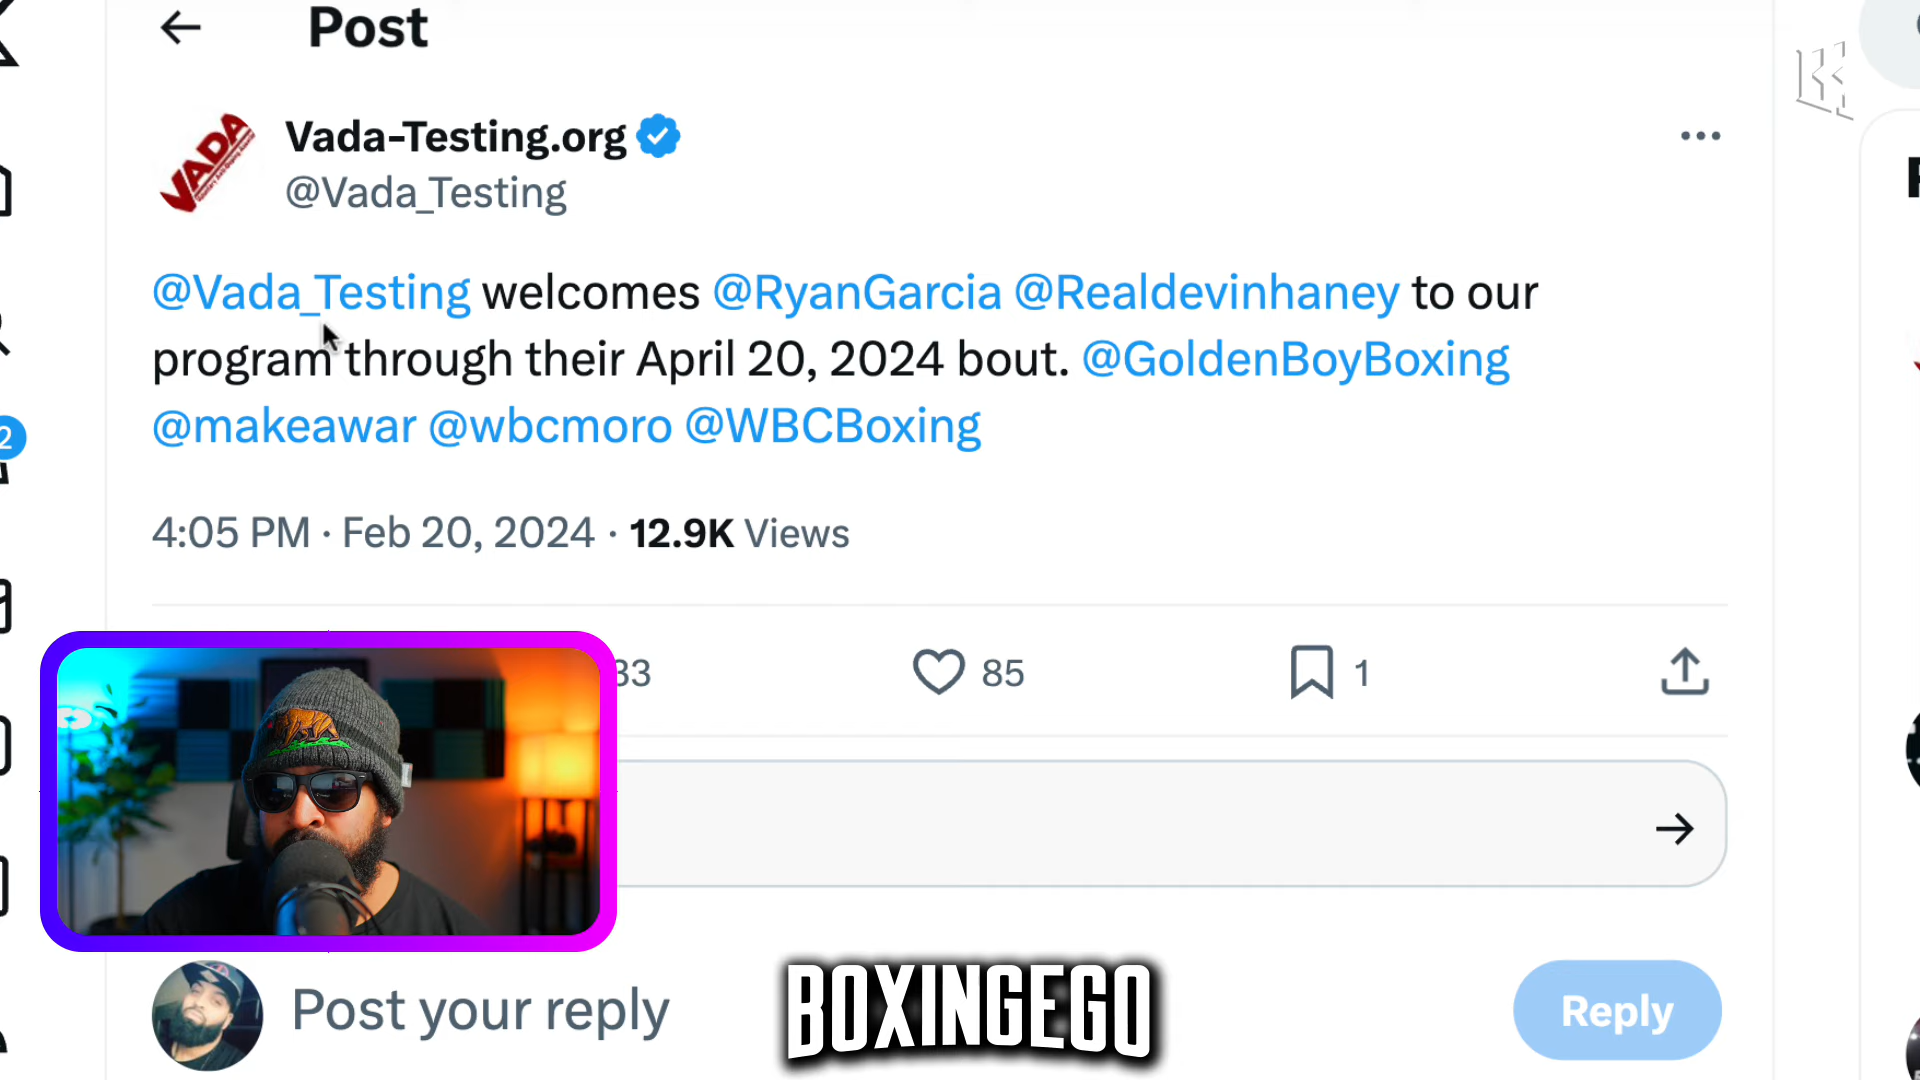 Post
Vada-Testing.org
@Vada_Testing
VADA
@Vada_Testing welcomes @RyanGarcia @Realdevinhaney to our
program through their April 20, 2024 bout. @GoldenBoyBoxing
@makeawar @wbcmoro @WBCBoxing
4:05 PM · Feb 20, 2024 · 12.9K Views
2
33
85
1
Post your reply
BOXINGEGO
Reply